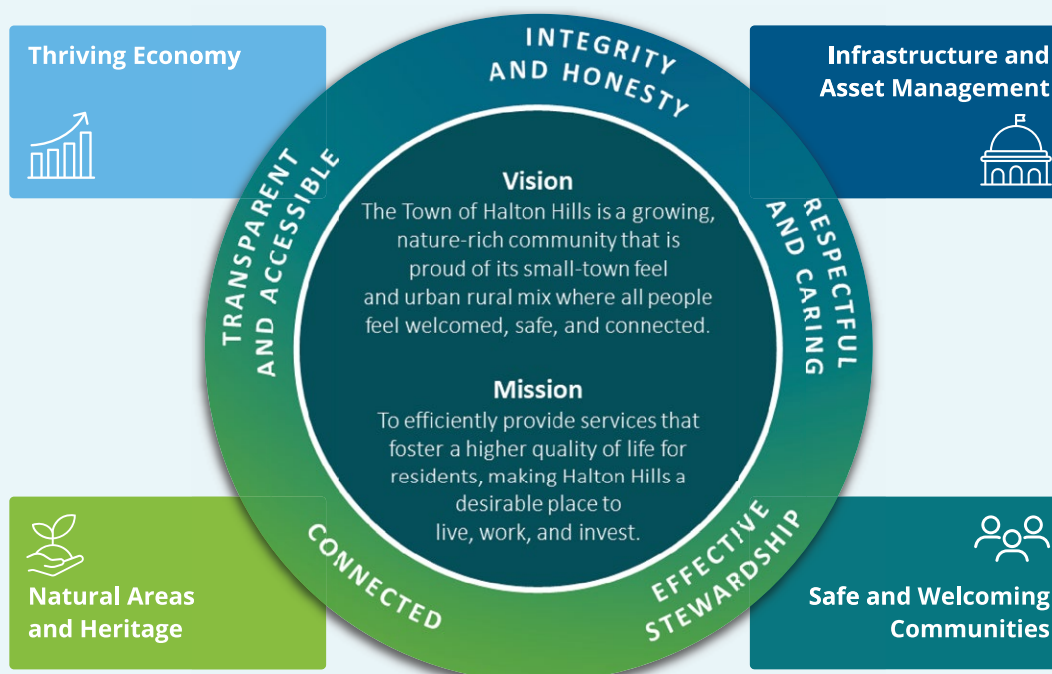 Thriving Economy
Infrastructure and
Asset Management
INTEGRITY
AND HONESTY
TRANSPARENT
AND ACCESSIBLE
RESPECTFUL
AND CARING
Vision
The Town of Halton Hills is a growing,
nature-rich community that is
proud of its small-town feel
and urban rural mix where all people
feel welcomed, safe, and connected.
Mission
To efficiently provide services that
foster a higher quality of life for
residents, making Halton Hills a
desirable place to
live, work, and invest.
CONNECTED
EFFECTIVE
STEWARDSHIP
Natural Areas
and Heritage
Safe and Welcoming
Communities